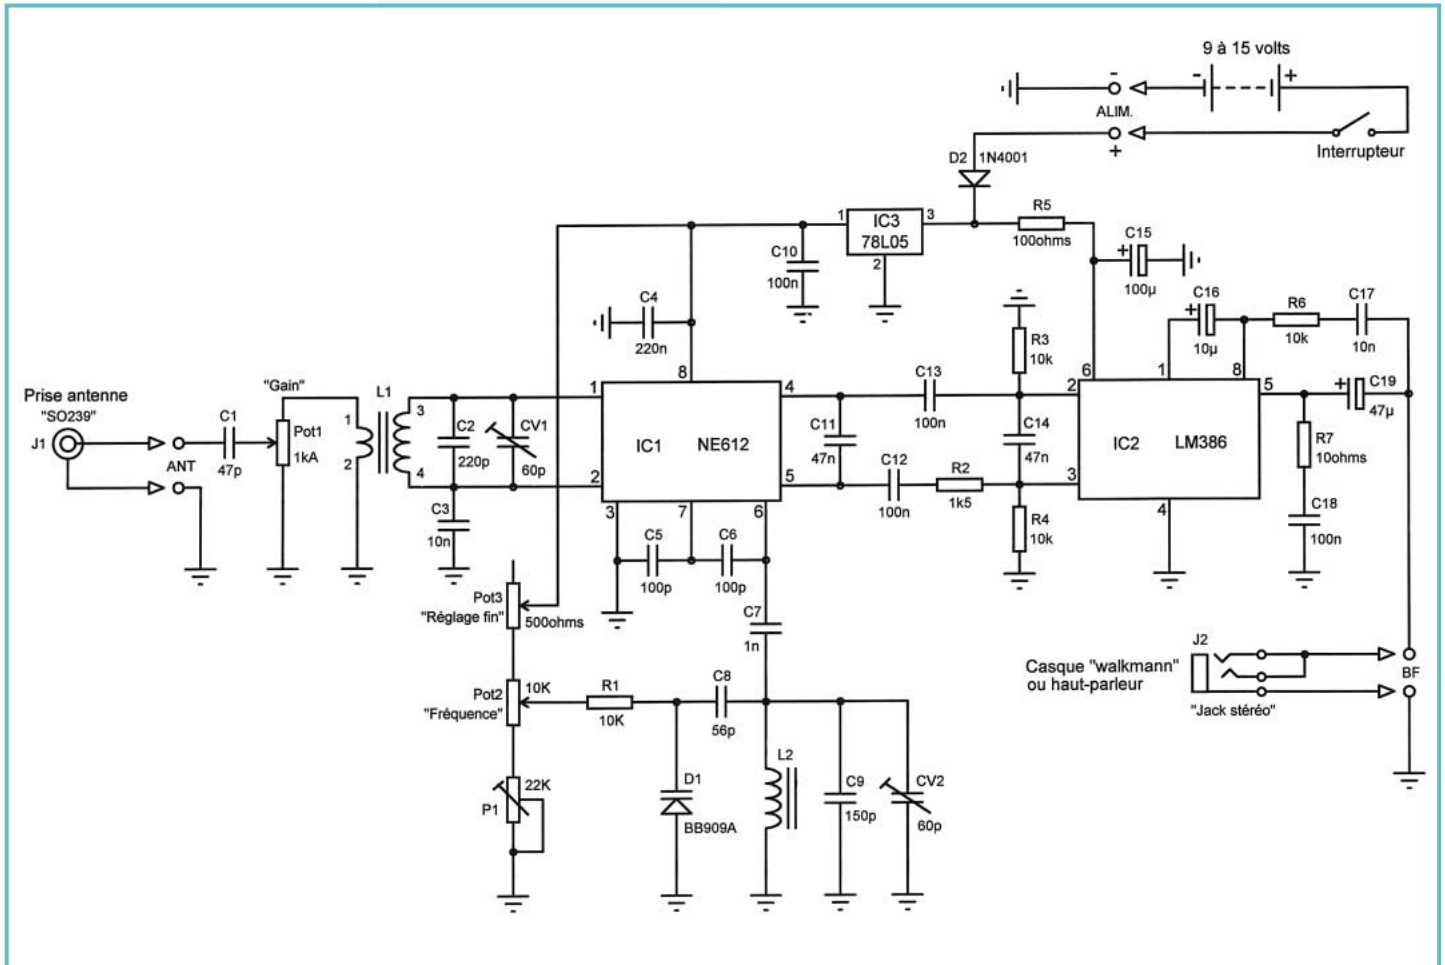 9 à 15 volts
- - +
ALIM.
+
Interrupteur
D2 1N4001
1 IC3 3
78L05
2
R5
100ohms
C15
+
100µ
C10
100n
C4
220n
C16
+
10µ
R6
10k
C17
10n
R3
10k
Prise antenne
"SO239"
J1
ANT
C1
47p
"Gain"
Pot1
1kA
L1
1
2
3
4
C2
220p
CV1
60p
C3
10n
8
1
2
IC1 NE612
4
5
3 7 6
C13
100n
C11
47n
C12
100n
R2
1k5
C14
47n
R4
10k
6 1 8
2
3
IC2 LM386
5
4
C19
+
47µ
R7
10ohms
C18
100n
C5
100p
C6
100p
C7
1n
Pot3
"Réglage fin"
500ohms
Pot2
10K
"Fréquence"
R1
10K
C8
56p
P1
22K
D1
BB909A
L2
C9
150p
CV2
60p
Casque "walkmann"
ou haut-parleur
J2
"Jack stéréo"
BF